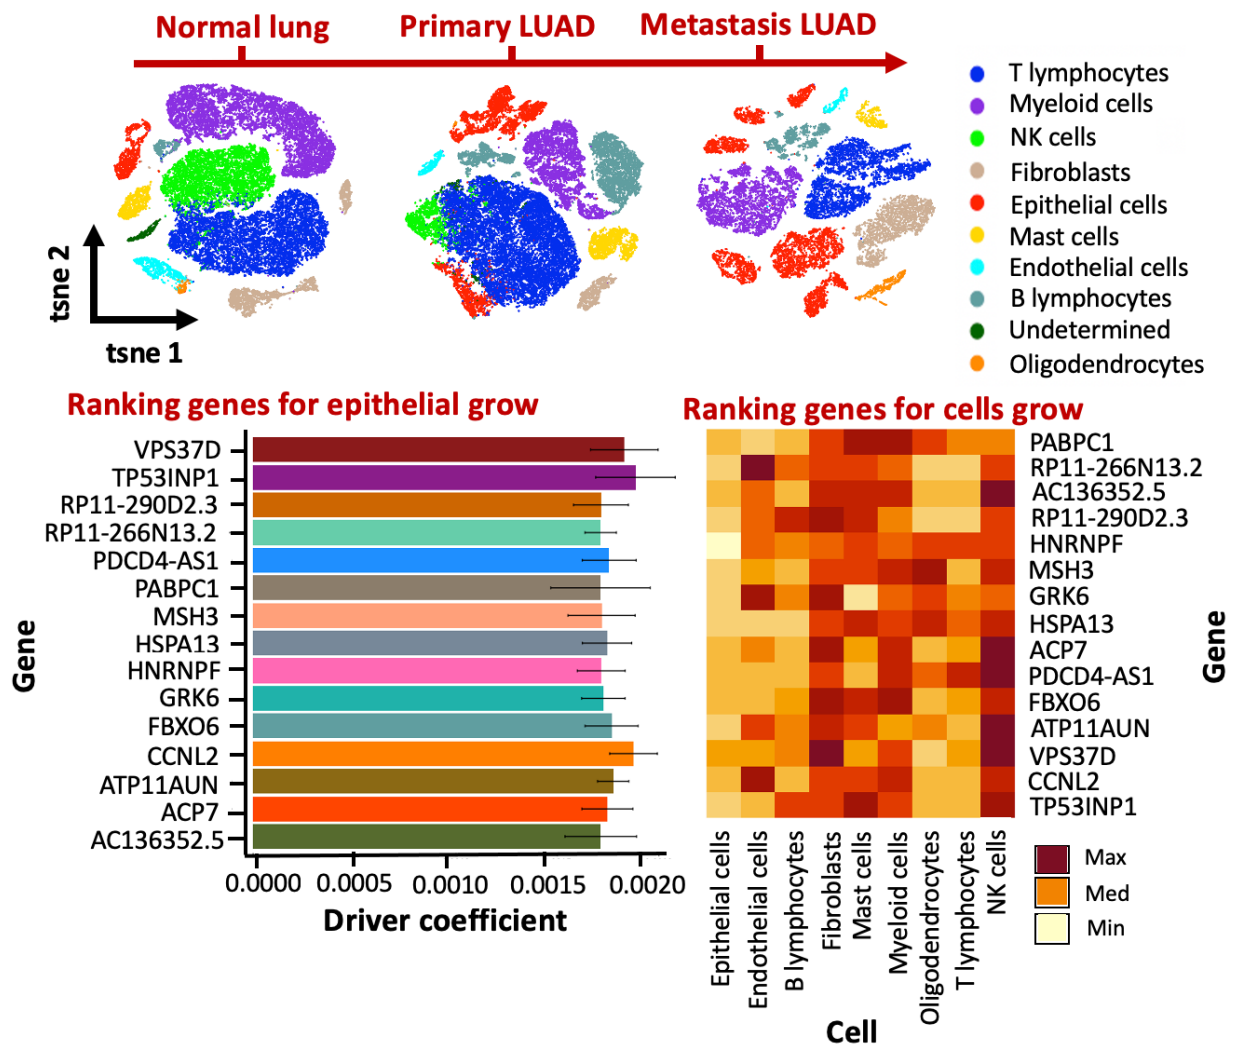 Normal lung
Primary LUAD
Metastasis LUAD
T lymphocytes
Myeloid cells
NK cells
Fibroblasts
Epithelial cells
Mast cells
Endothelial cells
B lymphocytes
Undetermined
Oligodendrocytes
tsne 2
tsne 1
Ranking genes for epithelial grow
Gene
VPS37D
TP53INP1
RP11-290D2.3
RP11-266N13.2
PDCD4-AS1
PABPC1
MSH3
HSPA13
HNRNPF
GRK6
FBXO6
CCNL2
ATP11AUN
ACP7
AC136352.5
0.0000
0.0005
0.0010
0.0015
0.0020
Driver coefficient
Ranking genes for cells grow
PABPC1
RP11-266N13.2
AC136352.5
RP11-290D2.3
HNRNPF
MSH3
GRK6
HSPA13
ACP7
PDCD4-AS1
FBXO6
ATP11AUN
VPS37D
CCNL2
TP53INP1
Gene
Epithelial cells
Endothelial cells
B lymphocytes
Fibroblasts
Mast cells
Myeloid cells
Oligodendrocytes
T lymphocytes
NK cells
Cell
Max
Med
Min